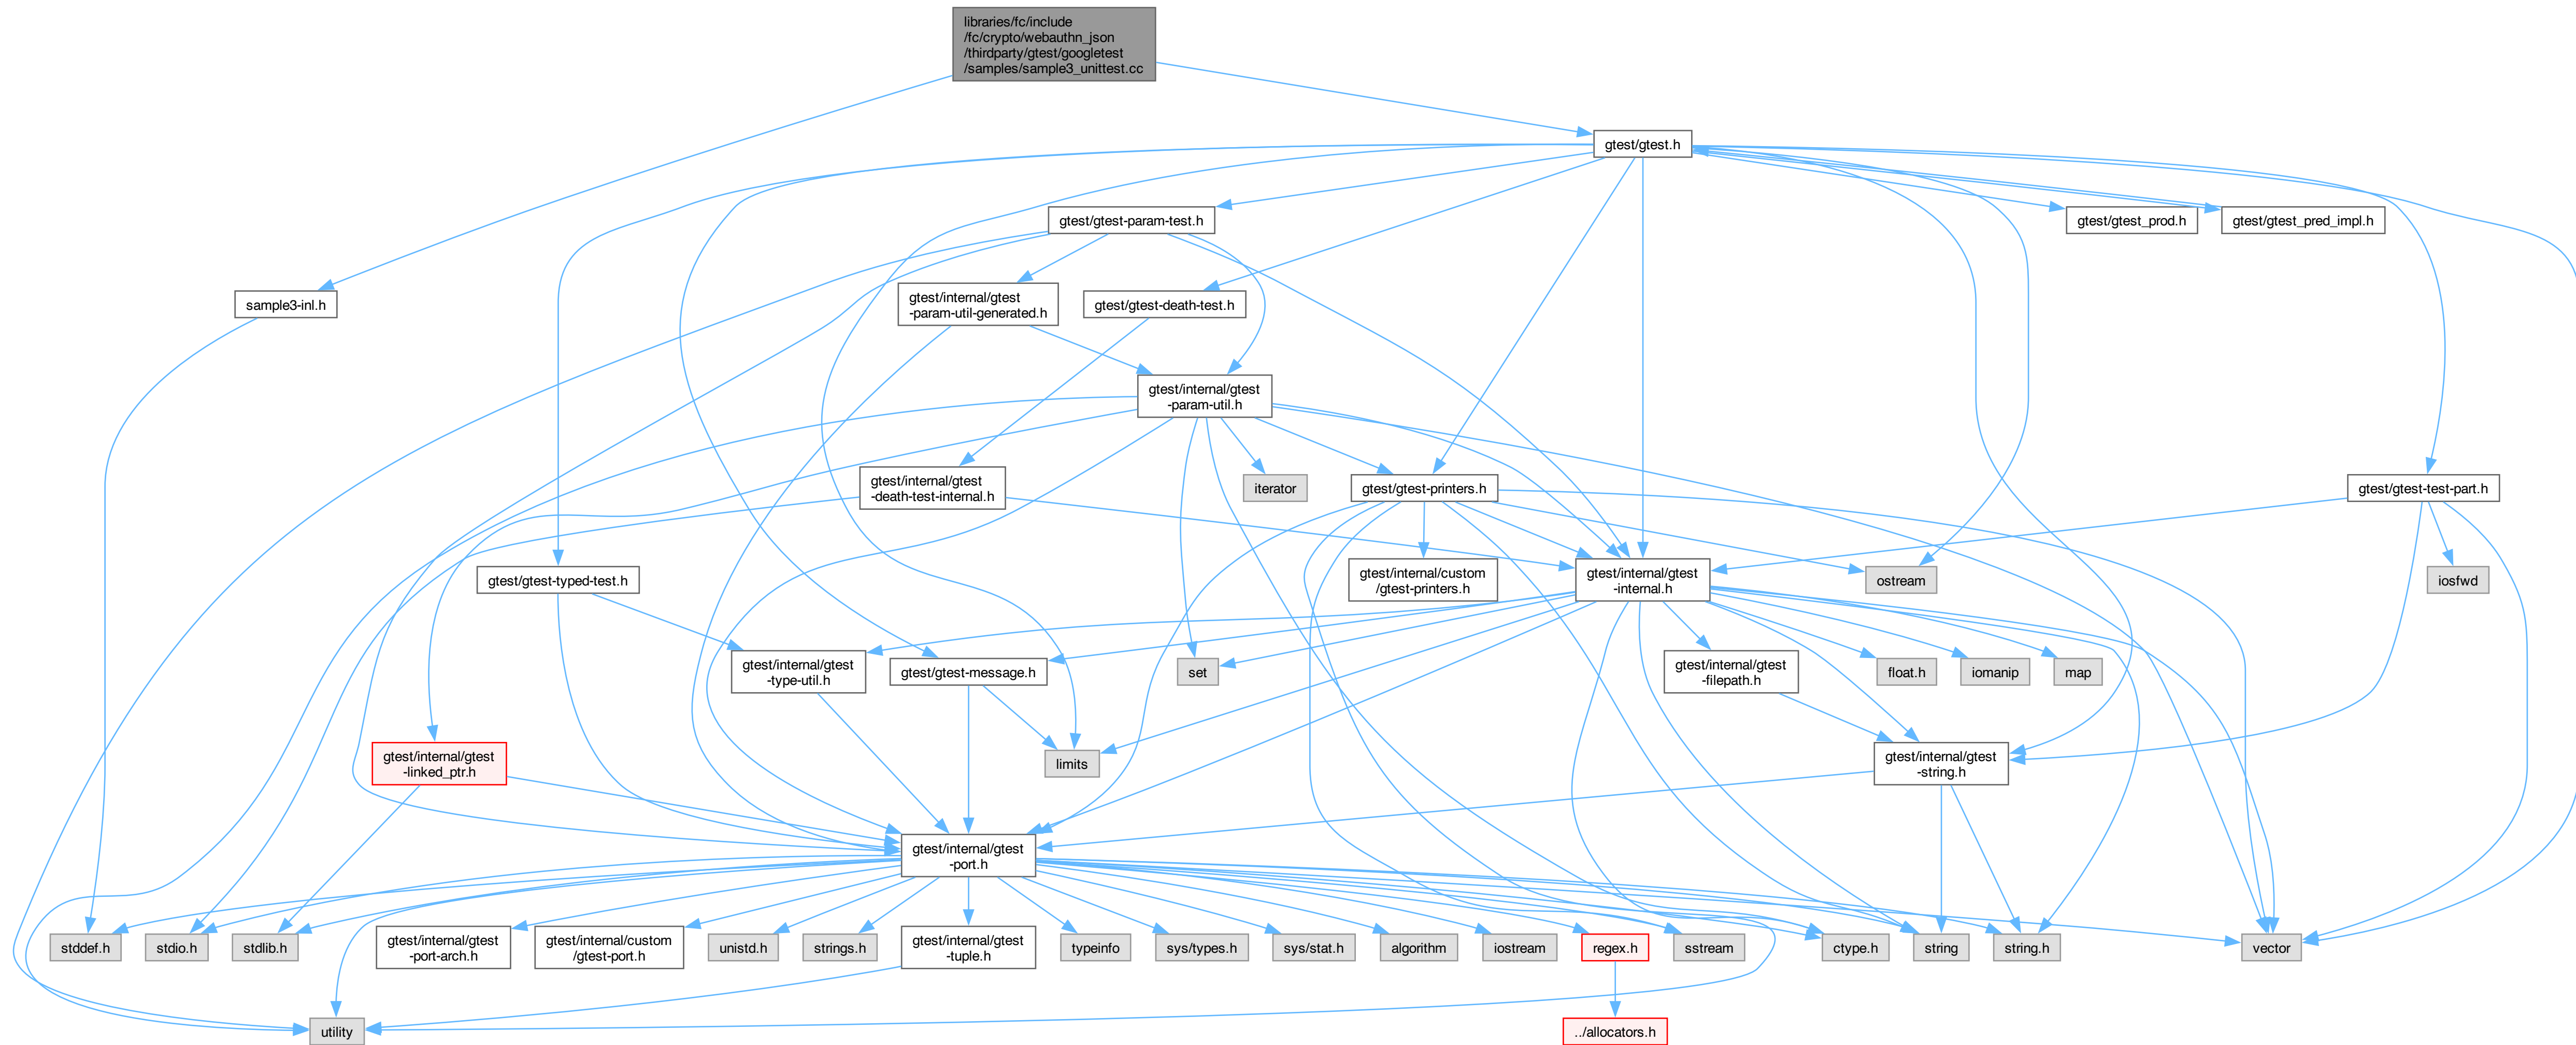 libraries/fc/include
/fc/crypto/webauthn_json
/thirdparty/gtest/googletest
/samples/sample3_unittest.cc
gtest/gtest.h
gtest/gtest-param-test.h
gtest/gtest_prod.h
gtest/gtest_pred_impl.h
sample3-inl.h
gtest/internal/gtest
-param-util-generated.h
gtest/gtest-death-test.h
gtest/internal/gtest
-param-util.h
gtest/internal/gtest
-death-test-internal.h
iterator
gtest/gtest-printers.h
gtest/gtest-test-part.h
gtest/gtest-typed-test.h
gtest/internal/custom
/gtest-printers.h
gtest/internal/gtest
-internal.h
ostream
iosfwd
gtest/internal/gtest
-type-util.h
gtest/gtest-message.h
set
gtest/internal/gtest
-filepath.h
float.h
iomanip
map
gtest/internal/gtest
-linked_ptr.h
limits
gtest/internal/gtest
-string.h
gtest/internal/gtest
-port.h
stddef.h
stdio.h
stdlib.h
gtest/internal/gtest
-port-arch.h
gtest/internal/custom
/gtest-port.h
unistd.h
strings.h
gtest/internal/gtest
-tuple.h
typeinfo
sys/types.h
sys/stat.h
algorithm
iostream
regex.h
sstream
ctype.h
string
string.h
vector
utility
../allocators.h